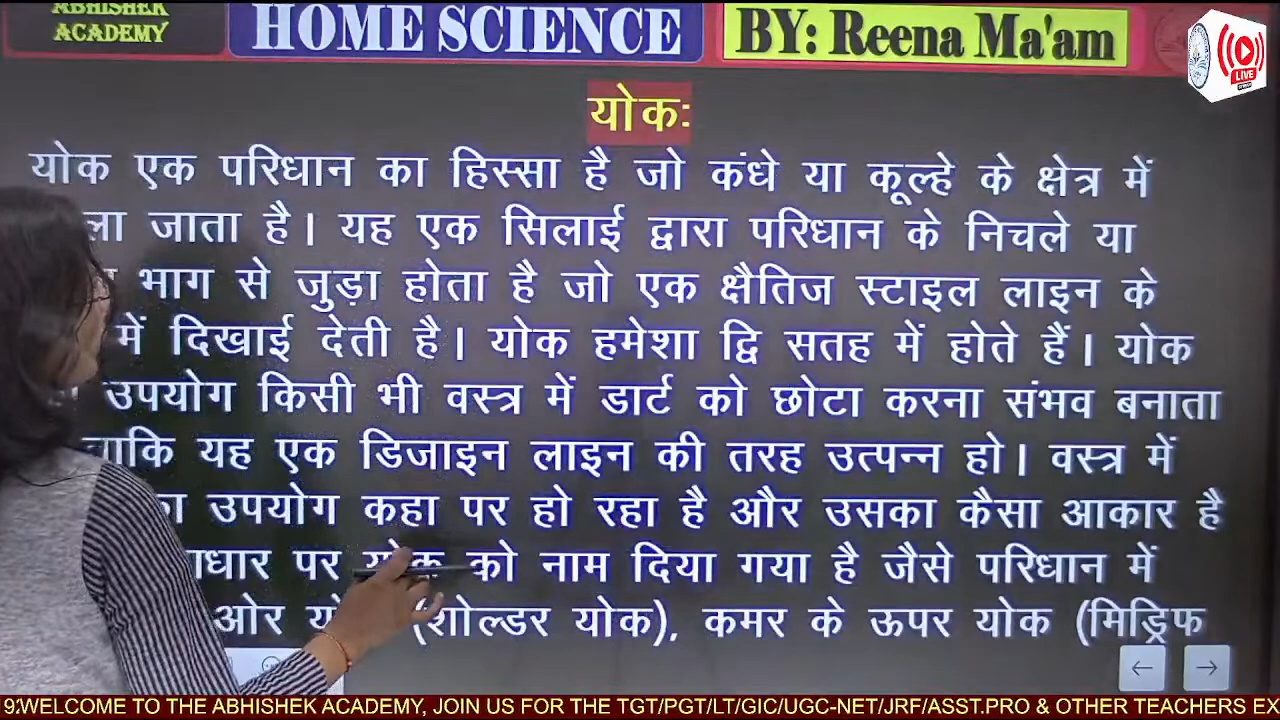 ABHISHEK
ACADEMY
HOME SCIENCE
BY: Reena Ma'am
LIVE
योकः
योक एक परिधान का हिस्सा है जो कंधे या कूल्हे के क्षेत्र में
जाता है। यह एक सिलाई द्वारा परिधान के निचले या
भाग से जुड़ा होता है जो एक क्षैतिज स्टाइल लाइन के
में दिखाई देती है। योक हमेशा द्वि सतह में होते हैं। योक
उपयोग किसी भी वस्त्र में डार्ट को छोटा करना संभव बनाता
यह एक डिजाइन लाइन की तरह उत्पन्न हो। वस्त्र में
उपयोग कहा पर हो रहा है और उसका कैसा आकार है
पर योक को नाम दिया गया है जैसे परिधान में
ओर (शोल्डर योक), कमर के ऊपर योक (मिड्रिफ
←
→
WELCOME TO THE ABHISHEK ACADEMY, JOIN US FOR THE TGT/PGT/LT/GIC/UGC-NET/JRF/ASST.PRO & OTHER TEACHERS EX